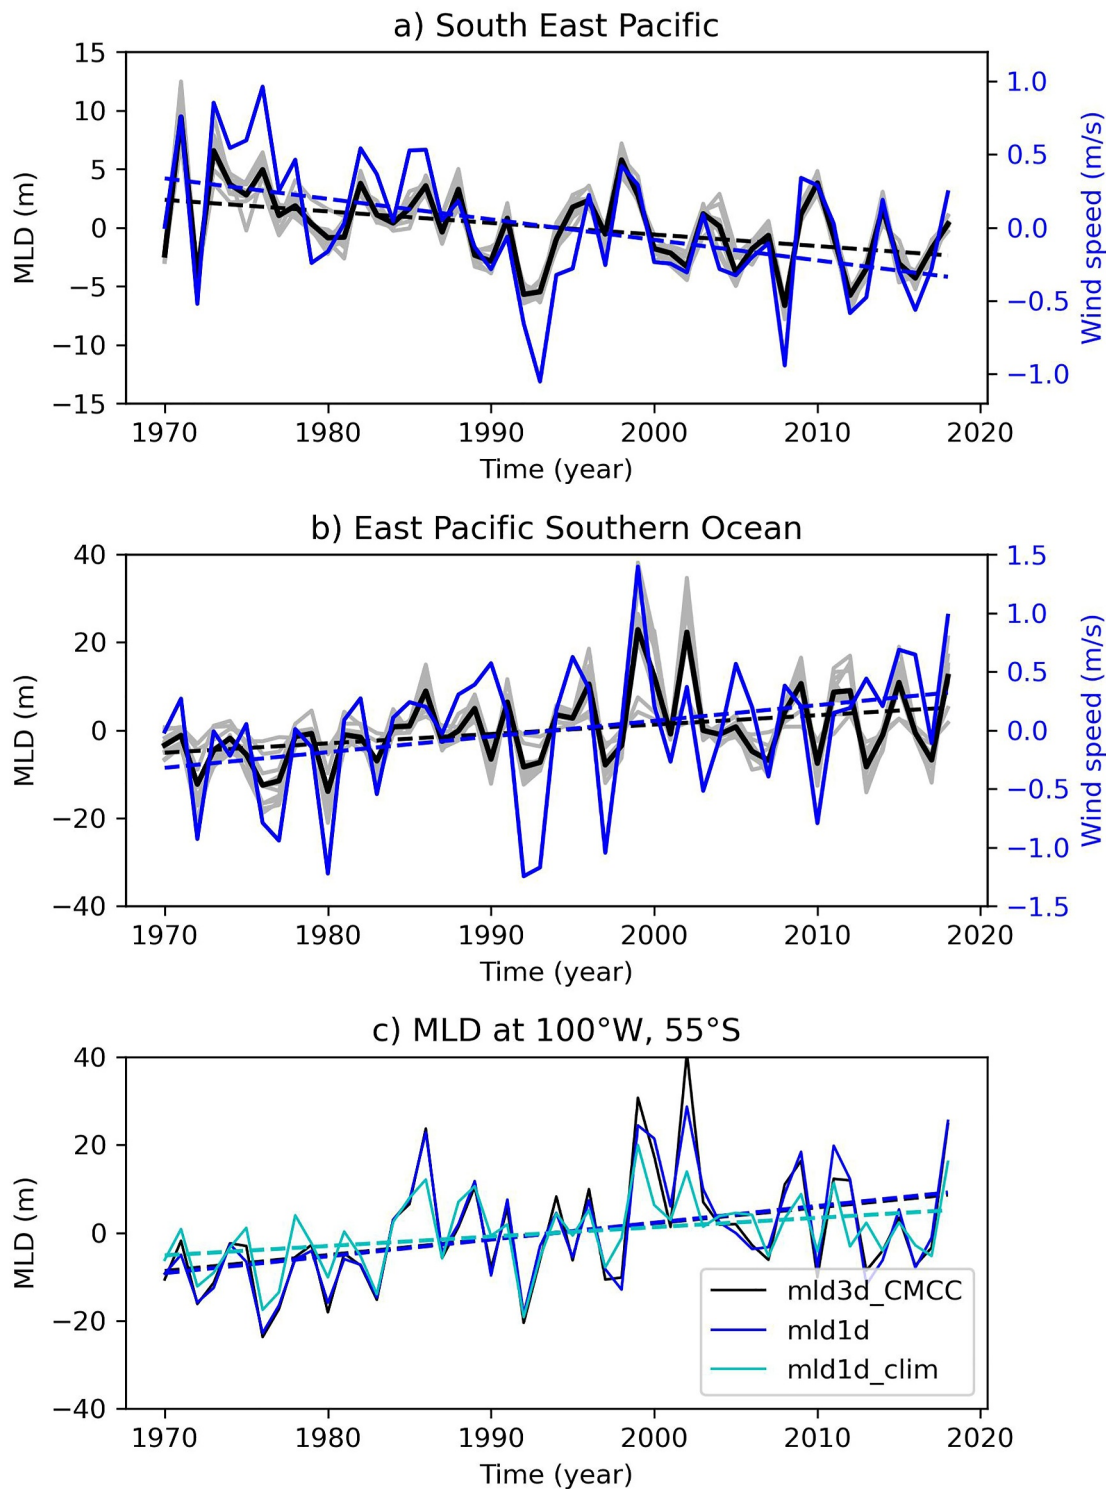 a) South East Pacific
15
10
5
0
−5
−10
−15
MLD (m)
1.0
0.5
0.0
−0.5
−1.0
Wind speed (m/s)
1970 1980 1990 2000 2010 2020
Time (year)
b) East Pacific Southern Ocean
40
20
0
−20
−40
MLD (m)
1.5
1.0
0.5
0.0
−0.5
−1.0
−1.5
Wind speed (m/s)
1970 1980 1990 2000 2010 2020
Time (year)
c) MLD at 100°W, 55°S
40
20
0
−20
−40
MLD (m)
mld3d_CMCC
mld1d
mld1d_clim
1970 1980 1990 2000 2010 2020
Time (year)